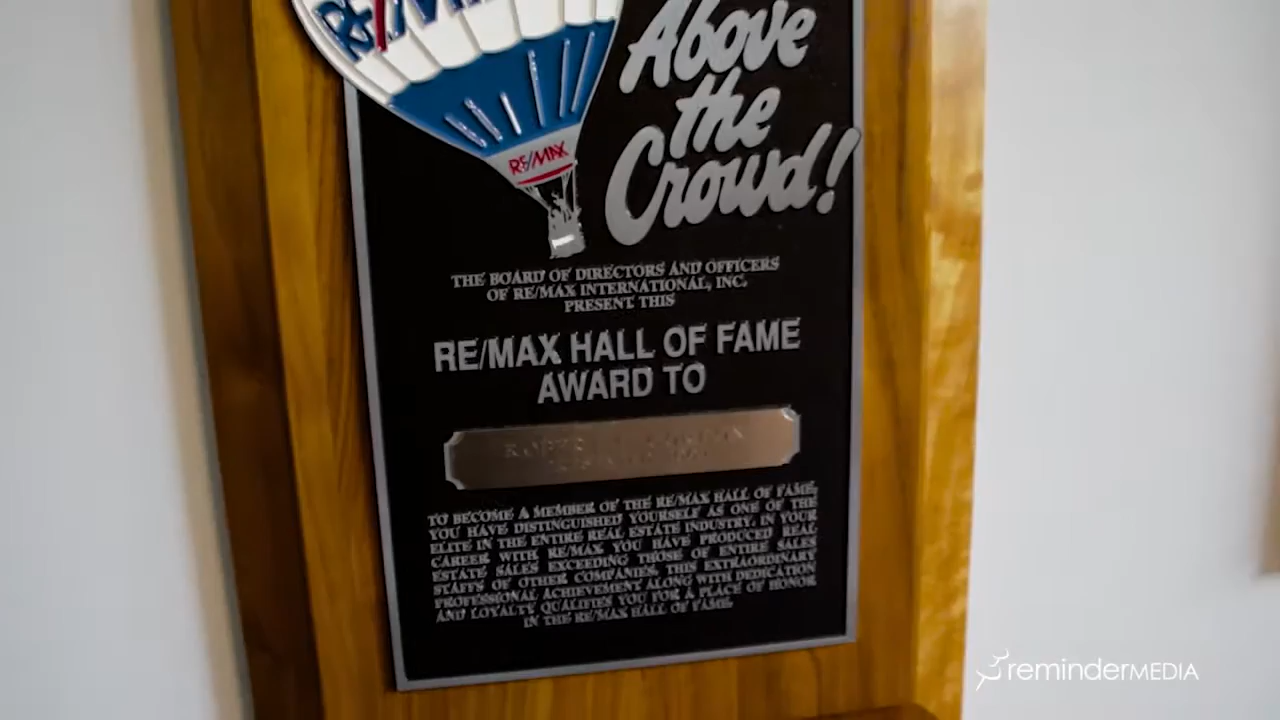 RE/MAX
Above
the
Crowd!
RE/MAX
THE BOARD OF DIRECTORS AND OFFICERS
OF RE/MAX INTERNATIONAL, INC.
PRESENT THIS
RE/MAX HALL OF FAME
AWARD TO
TO BECOME A MEMBER OF THE RE/MAX HALL OF FAME,
YOU HAVE DISTINGUISHED YOURSELF AS ONE OF THE
ELITE IN THE ENTIRE REAL ESTATE INDUSTRY. IN YOUR
CAREER WITH RE/MAX YOU HAVE PRODUCED REAL
ESTATE SALES EXCEEDING THOSE OF ENTIRE SALES
STAFFS OF OTHER COMPANIES. THIS EXTRAORDINARY
PROFESSIONAL ACHIEVEMENT ALONG WITH DEDICATION
AND LOYALTY QUALIFIES YOU FOR A PLACE OF HONOR
IN THE RE/MAX HALL OF FAME.
reminderMEDIA